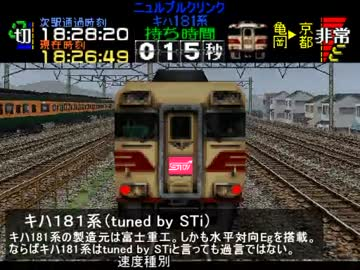 ニュルブルクリンク
キハ181系
切
次駅通過時刻
18:28:20
現在時刻
18:26:49
持ち時間
015秒
亀岡
京都
非常
キハ181系(tuned by STi)
キハ181系の製造元は富士重工。しかも水平対向Egを搭載。
ならばキハ181系はtuned by STiと言っても過言ではない。
速度種別